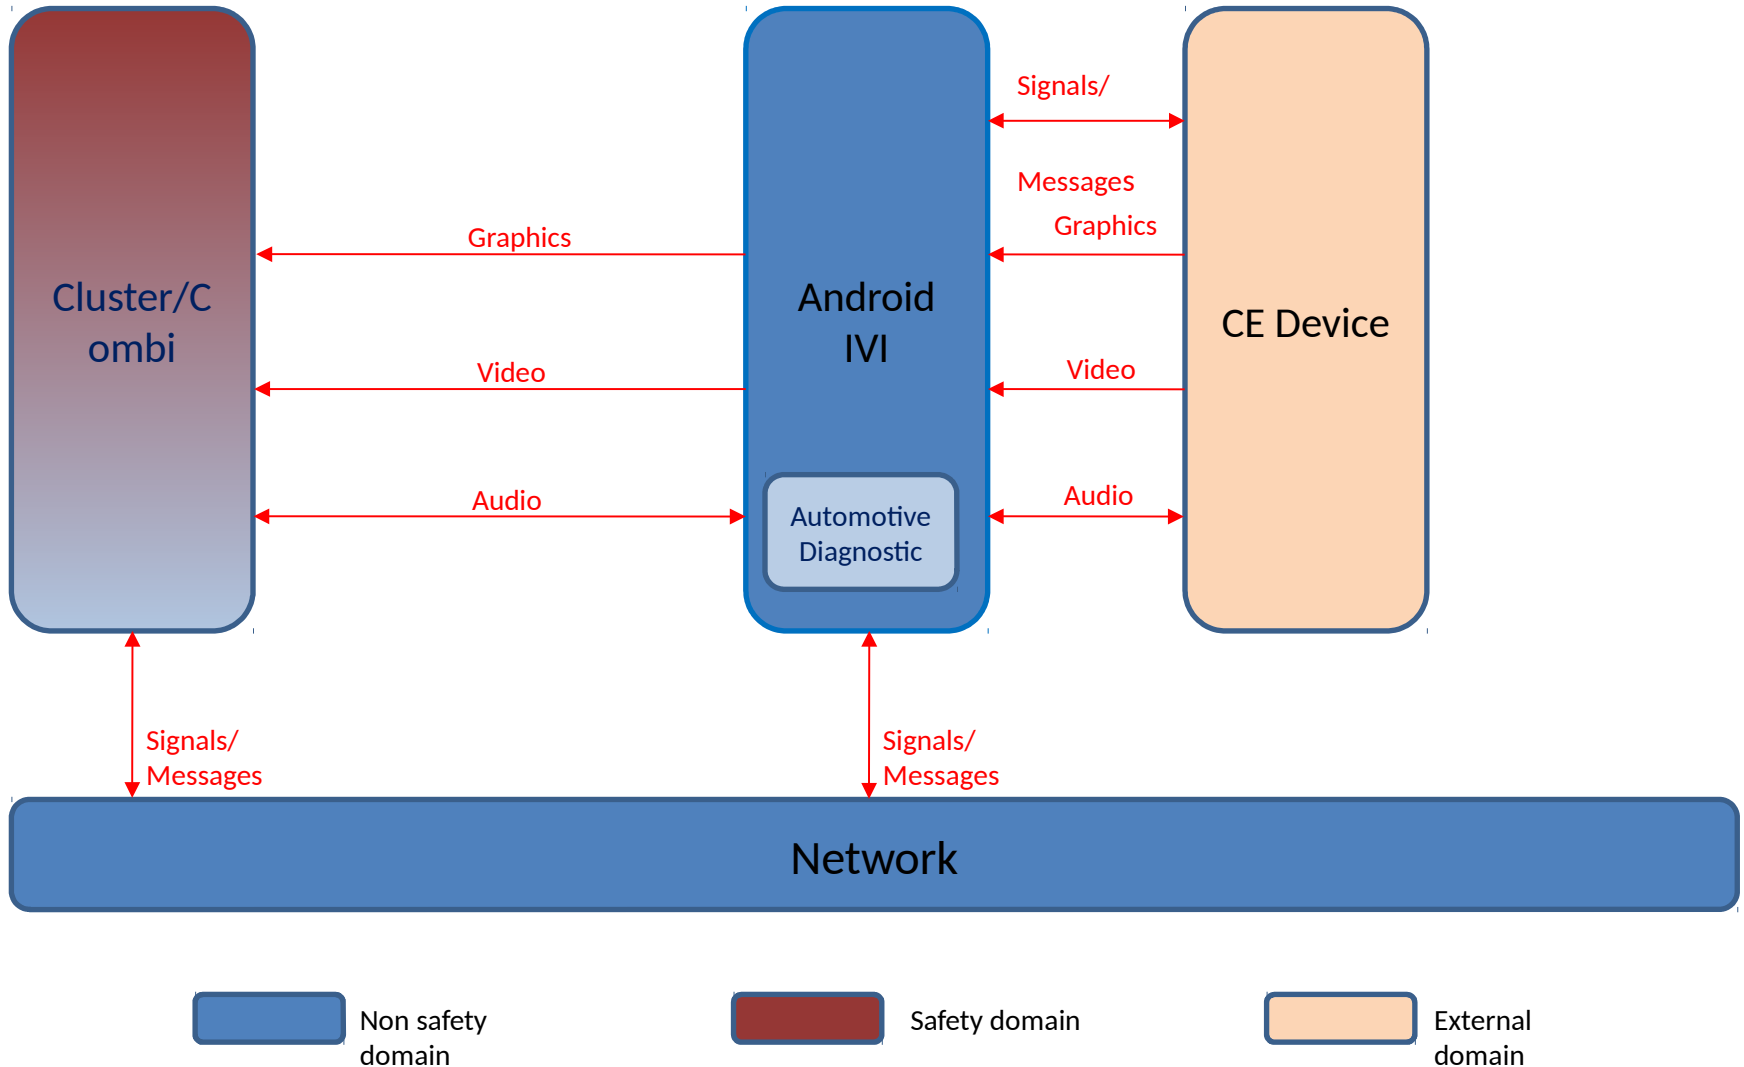 Cluster/C
ombi
Graphics
Video
Audio
Android
IVI
Automotive
Diagnostic
Signals/
Messages
Graphics
Video
Audio
CE Device
Signals/
Messages
Signals/
Messages
Network
Non safety
domain
Safety domain
External
domain